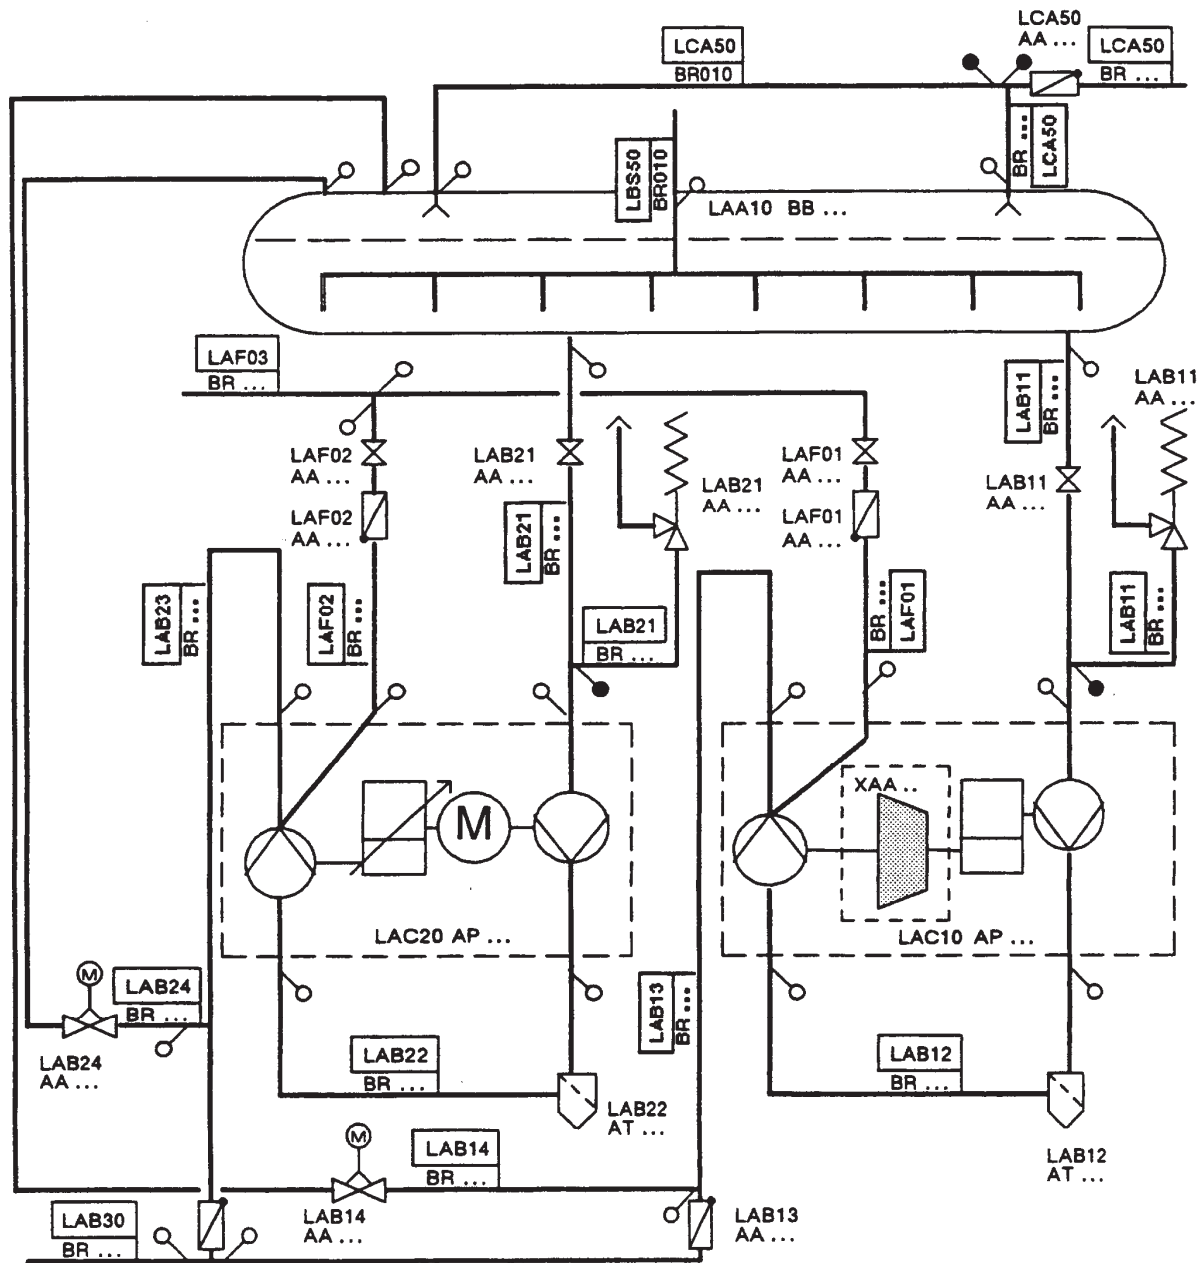 LCA50
AA ...
LCA50
BR010
LCA50
BR ...
BR ...
LCA50
LBS50
BR010
LAA10 BB ...
LAF03
BR ...
LAB11
BR ...
LAB11
AA ...
LAF02
AA ...
LAB21
AA ...
LAF01
AA ...
LAB11
AA ...
LAB21
AA ...
LAF02
AA ...
LAF01
AA ...
LAB21
BR ...
LAB23
BR ...
LAF02
BR ...
LAB21
BR ...
BR ...
LAF01
LAB11
BR ...
XAA ..
M
LAC20 AP ...
LAC10 AP ...
M
LAB24
BR ...
LAB13
BR ...
LAB24
AA ...
LAB22
BR ...
LAB12
BR ...
LAB22
AT ...
M
LAB14
BR ...
LAB12
AT ...
LAB30
BR ...
LAB14
AA ...
LAB13
AA ...